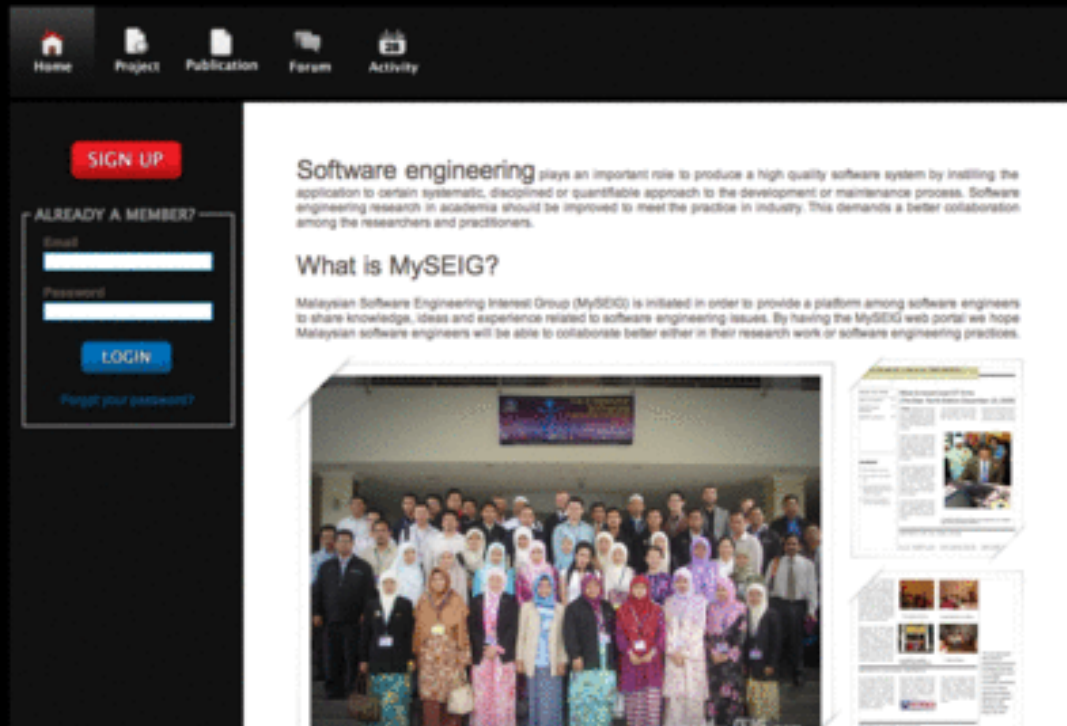 Home
Project
Publication
Forum
Activity
SIGN UP
ALREADY A MEMBER?
Email
Password
LOGIN
Forgot your password?
Software engineering plays an important role to produce a high quality software system by instilling the
application to certain systematic, disciplined or quantifiable approach to the development or maintenance process. Software
engineering research in academia should be improved to meet the practice in industry. This demands a better collaboration
among the researchers and practitioners.
What is MySEIG?
Malaysian Software Engineering Interest Group (MySEIG) is initiated in order to provide a platform among software engineers
to share knowledge, ideas and experience related to software engineering issues. By having the MySEIG web portal we hope
Malaysian software engineers will be able to collaborate better either in their research work or software engineering practices.